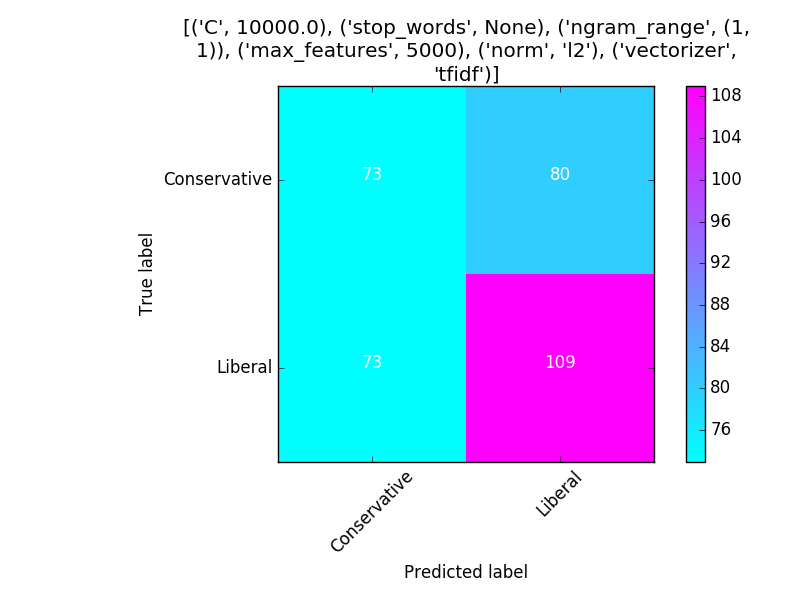 [('C', 10000.0), ('stop_words', None), ('ngram_range', (1,
1)), ('max_features', 5000), ('norm', 'l2'), ('vectorizer',
'tfidf')]
True label
Conservative
Liberal
73
80
73
109
Conservative
Liberal
Predicted label
108
104
100
96
92
88
84
80
76